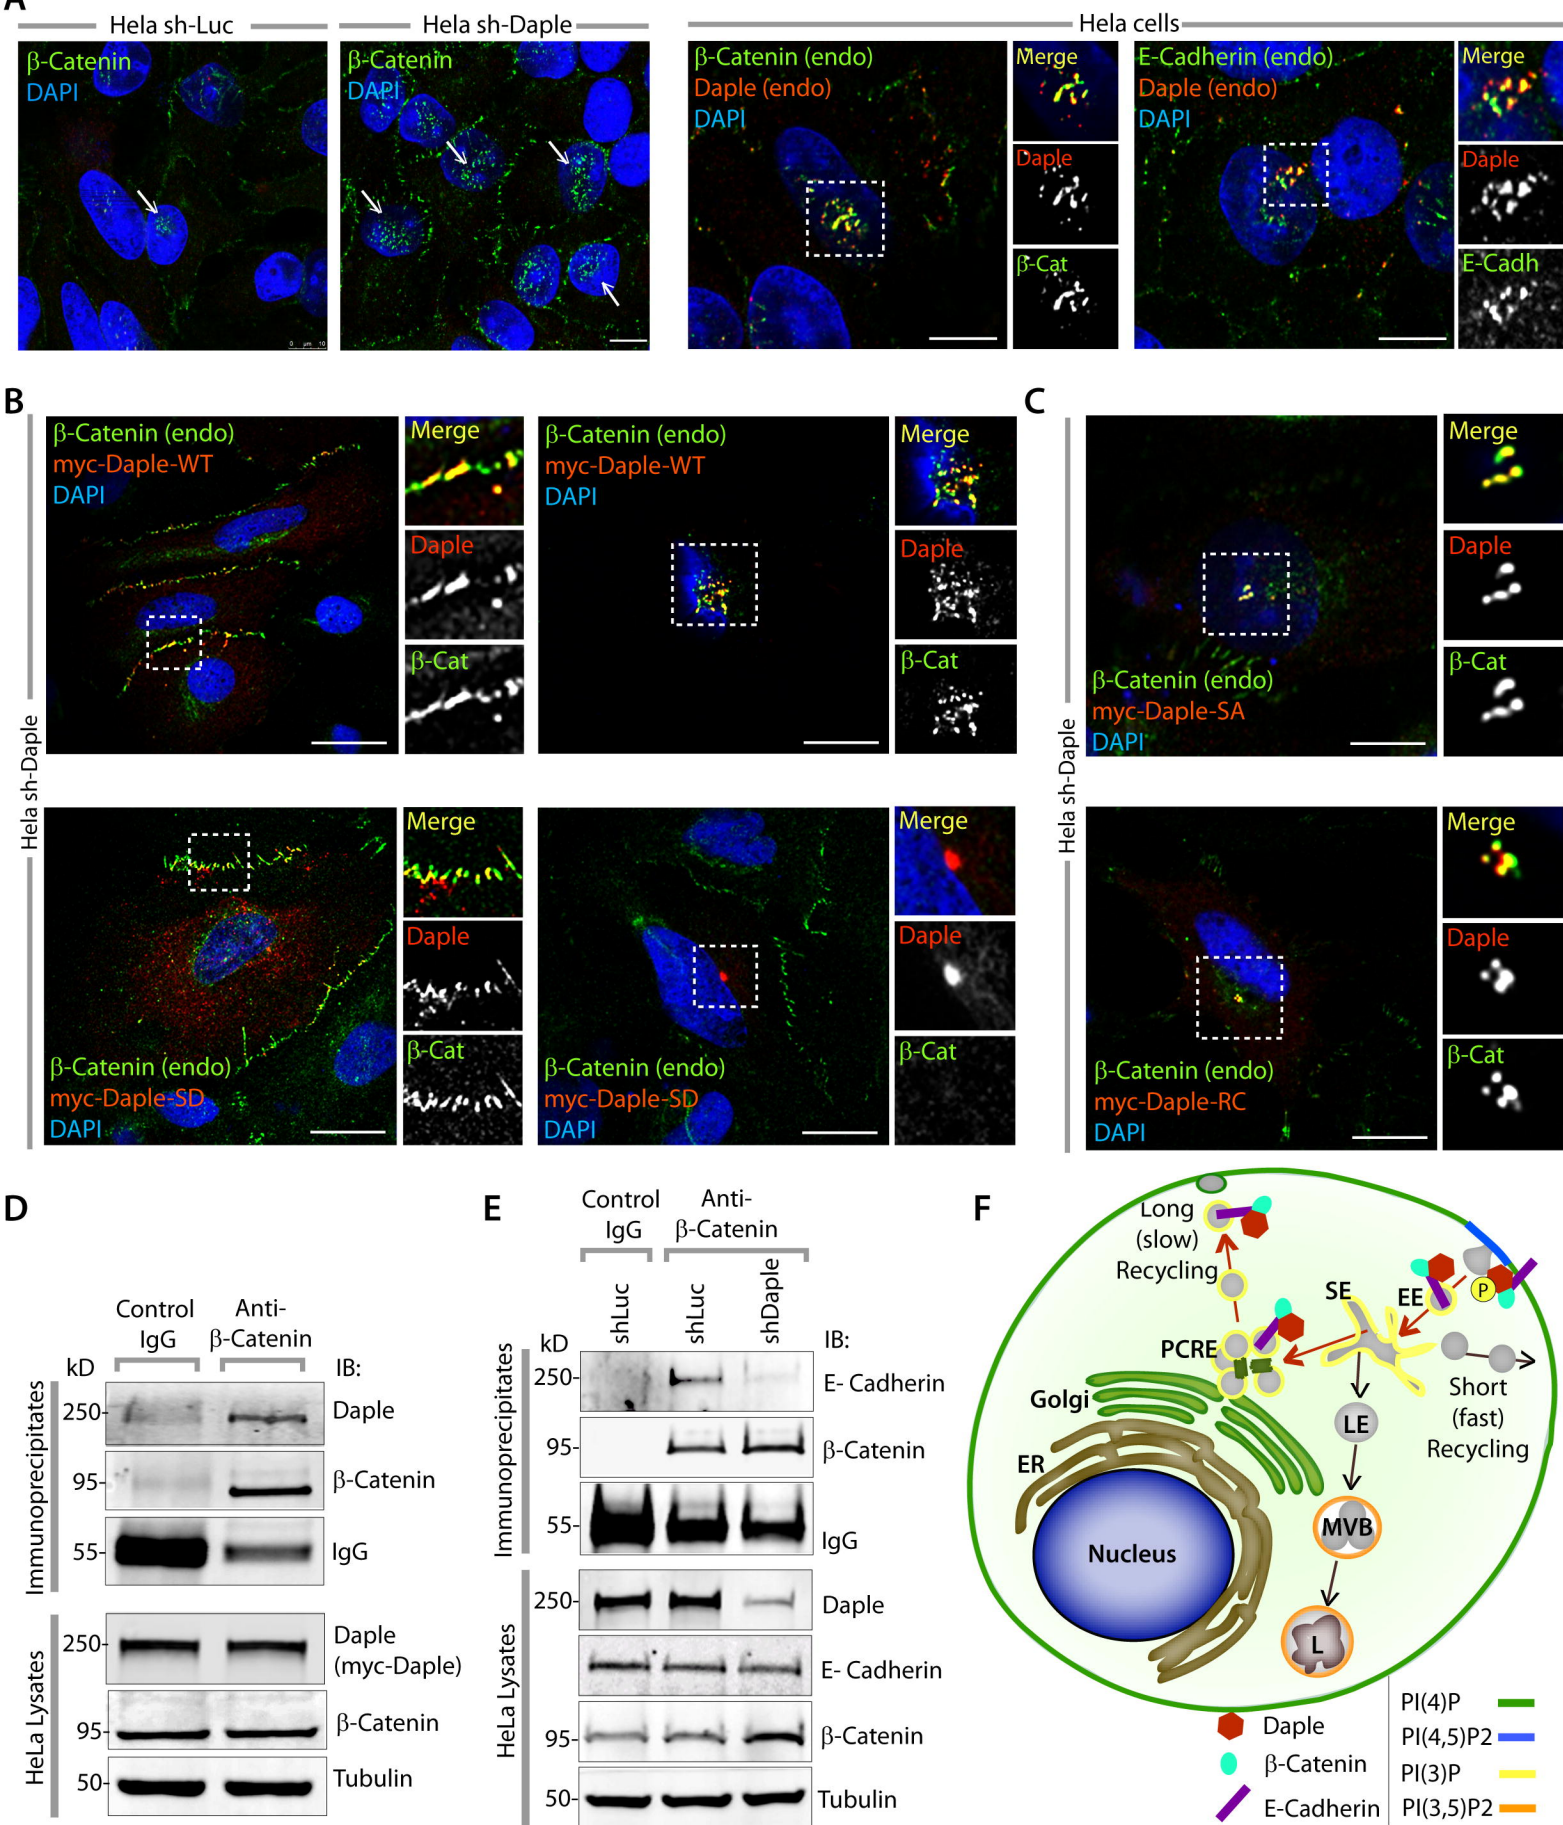 A
Hela sh-Luc
Hela sh-Daple
Hela cells
β-Catenin
DAPI
0 µm 10
β-Catenin
DAPI
β-Catenin (endo)
Daple (endo)
DAPI
Merge
Daple
β-Cat
E-Cadherin (endo)
Daple (endo)
DAPI
Merge
Daple
E-Cadh
B
Hela sh-Daple
β-Catenin (endo)
myc-Daple-WT
DAPI
Merge
Daple
β-Cat
β-Catenin (endo)
myc-Daple-WT
DAPI
Merge
Daple
β-Cat
β-Catenin (endo)
myc-Daple-SD
DAPI
Merge
Daple
β-Cat
β-Catenin (endo)
myc-Daple-SD
DAPI
Merge
Daple
β-Cat
C
Hela sh-Daple
β-Catenin (endo)
myc-Daple-SA
DAPI
Merge
Daple
β-Cat
β-Catenin (endo)
myc-Daple-RC
DAPI
Merge
Daple
β-Cat
D
Control
IgG
Anti-
β-Catenin
kD
IB:
Immunoprecipitates
250-
Daple
95-
β-Catenin
55-
IgG
HeLa Lysates
250-
Daple
(myc-Daple)
95-
β-Catenin
50-
Tubulin
E
Control
IgG
Anti-
β-Catenin
shLuc
shLuc
shDaple
kD
IB:
Immunoprecipitates
250-
E- Cadherin
95-
β-Catenin
55-
IgG
HeLa Lysates
250-
Daple
E- Cadherin
95-
β-Catenin
50-
Tubulin
F
Long
(slow)
Recycling
SE
EE
P
PCRE
Golgi
Short
(fast)
Recycling
LE
ER
MVB
Nucleus
L
Daple
β-Catenin
E-Cadherin
PI(4)P
PI(4,5)P2
PI(3)P
PI(3,5)P2